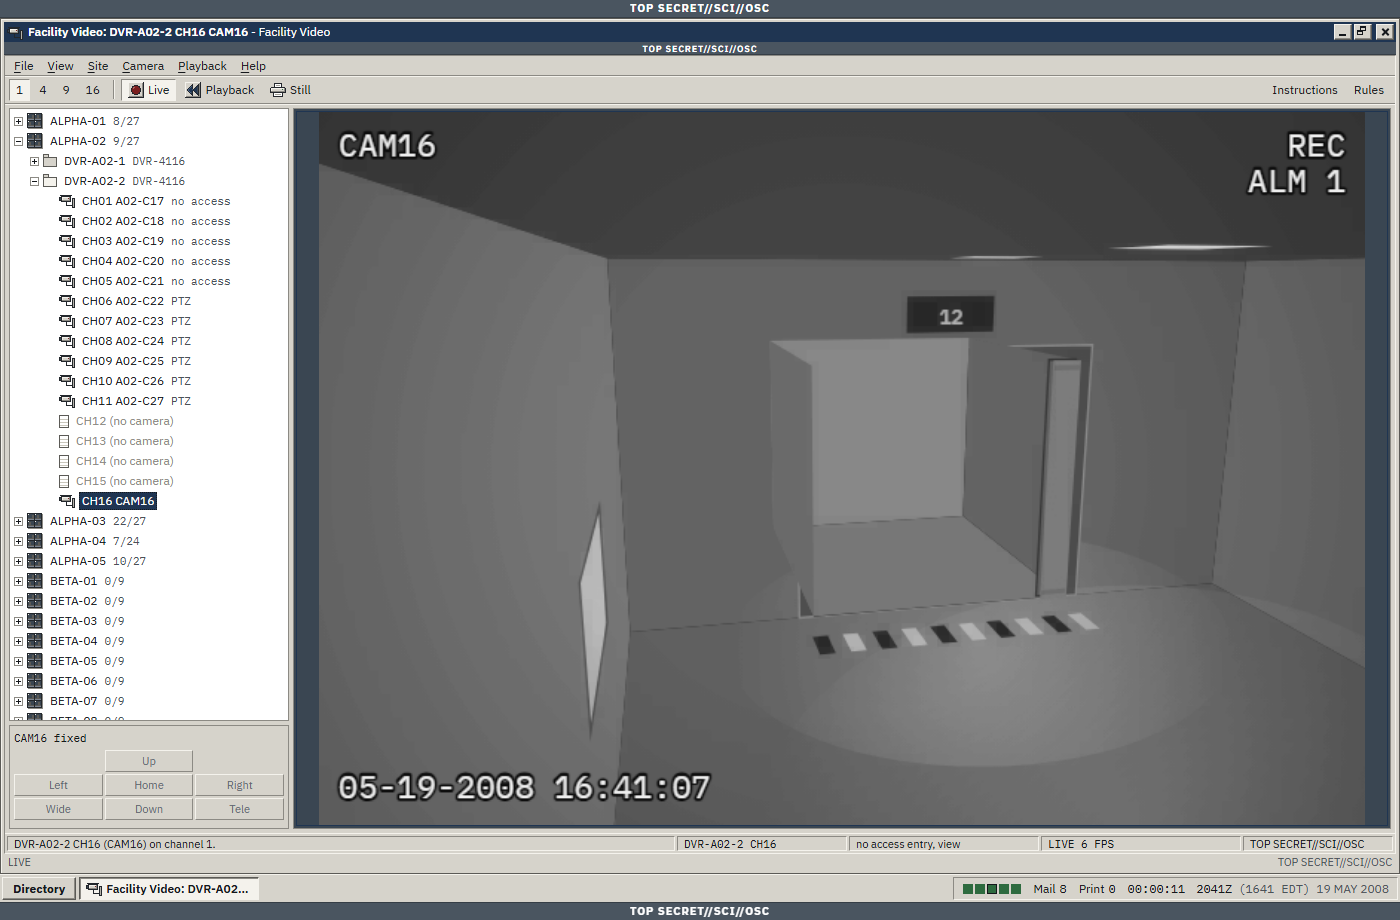 TOP SECRET//SCI//OSC
Facility Video: DVR-A02-2 CH16 CAM16 - Facility Video
TOP SECRET//SCI//OSC
File View Site Camera Playback Help
1 4 9 16 Live Playback Still Instructions Rules
ALPHA-01 8/27
ALPHA-02 9/27
DVR-A02-1 DVR-4116
DVR-A02-2 DVR-4116
CH01 A02-C17 no access
CH02 A02-C18 no access
CH03 A02-C19 no access
CH04 A02-C20 no access
CH05 A02-C21 no access
CH06 A02-C22 PTZ
CH07 A02-C23 PTZ
CH08 A02-C24 PTZ
CH09 A02-C25 PTZ
CH10 A02-C26 PTZ
CH11 A02-C27 PTZ
CH12 (no camera)
CH13 (no camera)
CH14 (no camera)
CH15 (no camera)
CH16 CAM16
ALPHA-03 22/27
ALPHA-04 7/24
ALPHA-05 10/27
BETA-01 0/9
BETA-02 0/9
BETA-03 0/9
BETA-04 0/9
BETA-05 0/9
BETA-06 0/9
BETA-07 0/9
BETA-08 0/9
CAM16 fixed
Up
Left Home Right
Wide Down Tele
CAM16
REC
ALM 1
12
05-19-2008 16:41:07
DVR-A02-2 CH16 (CAM16) on channel 1. DVR-A02-2 CH16 no access entry, view LIVE 6 FPS TOP SECRET//SCI//OSC
LIVE TOP SECRET//SCI//OSC
Directory Facility Video: DVR-A02... Mail 8 Print 0 00:00:11 2041Z (1641 EDT) 19 MAY 2008
TOP SECRET//SCI//OSC